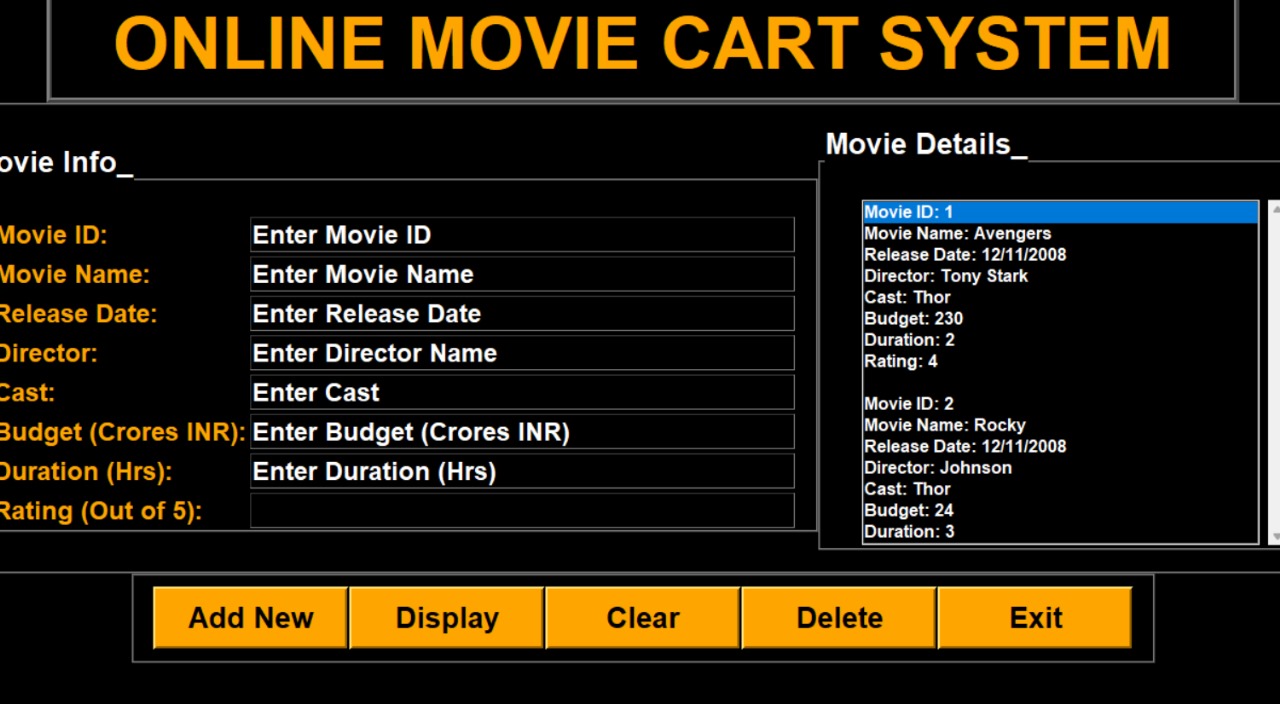 ONLINE MOVIE CART SYSTEM
ovie Info_
Movie ID: Enter Movie ID
Movie Name: Enter Movie Name
Release Date: Enter Release Date
Director: Enter Director Name
Cast: Enter Cast
Budget (Crores INR): Enter Budget (Crores INR)
Duration (Hrs): Enter Duration (Hrs)
Rating (Out of 5):
Movie Details_
Movie ID: 1
Movie Name: Avengers
Release Date: 12/11/2008
Director: Tony Stark
Cast: Thor
Budget: 230
Duration: 2
Rating: 4
Movie ID: 2
Movie Name: Rocky
Release Date: 12/11/2008
Director: Johnson
Cast: Thor
Budget: 24
Duration: 3
Add New Display Clear Delete Exit